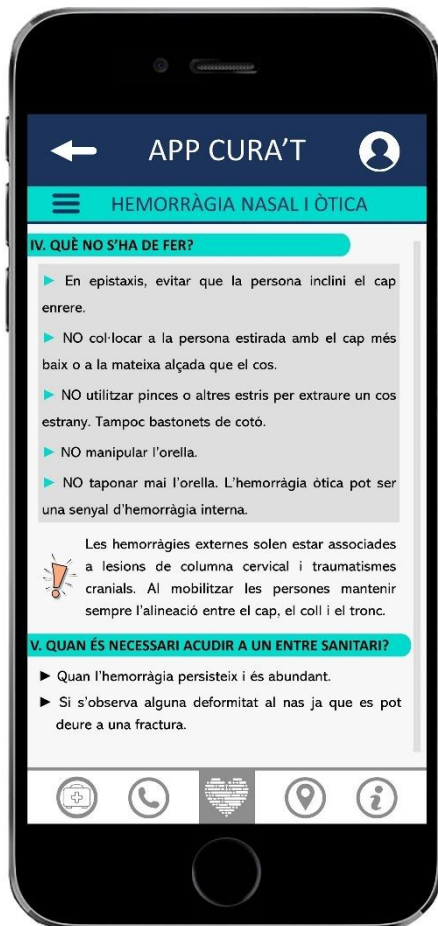 APP CURA'T
HEMORRÀGIA NASAL I ÒTICA
IV. QUÈ NO S'HA DE FER?
► En epistaxis, evitar que la persona inclini el cap
enrere.
► NO col·locar a la persona estirada amb el cap més
baix o a la mateixa alçada que el cos.
► NO utilitzar pinces o altres estris per extraure un cos
estrany. Tampoc bastonets de cotó.
► NO manipular l'orella.
► NO taponar mai l'orella. L'hemorràgia òtica pot ser
una senyal d'hemorràgia interna.
Les hemorràgies externes solen estar associades
a lesions de columna cervical i traumatismes
cranials. Al mobilitzar les persones mantenir
sempre l'alineació entre el cap, el coll i el tronc.
V. QUAN ÉS NECESSARI ACUDIR A UN ENTRE SANITARI?
► Quan l'hemorràgia persisteix i és abundant.
► Si s'observa alguna deformitat al nas ja que es pot
deure a una fractura.